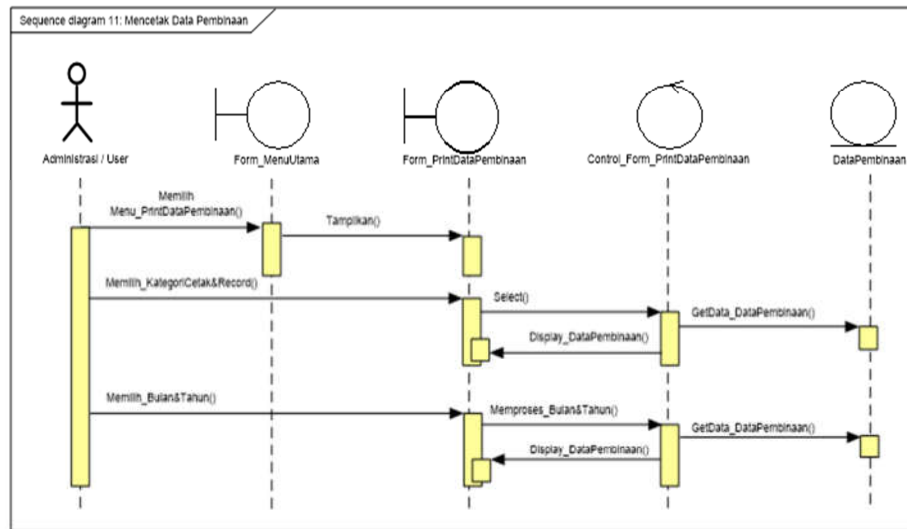 Sequence diagram 11: Mencetak Data Pembinaan
Administrasi / User
Form_MenuUtama
Form_PrintDataPembinaan
Control_Form_PrintDataPembinaan
DataPembinaan
Memilih
Menu_PrintDataPembinaan()
Tampilkan()
Memilih_KategoriCetak&Record()
Select()
GetData_DataPembinaan()
Display_DataPembinaan()
Memilih_Bulan&Tahun()
Memproses_Bulan&Tahun()
GetData_DataPembinaan()
Display_DataPembinaan()